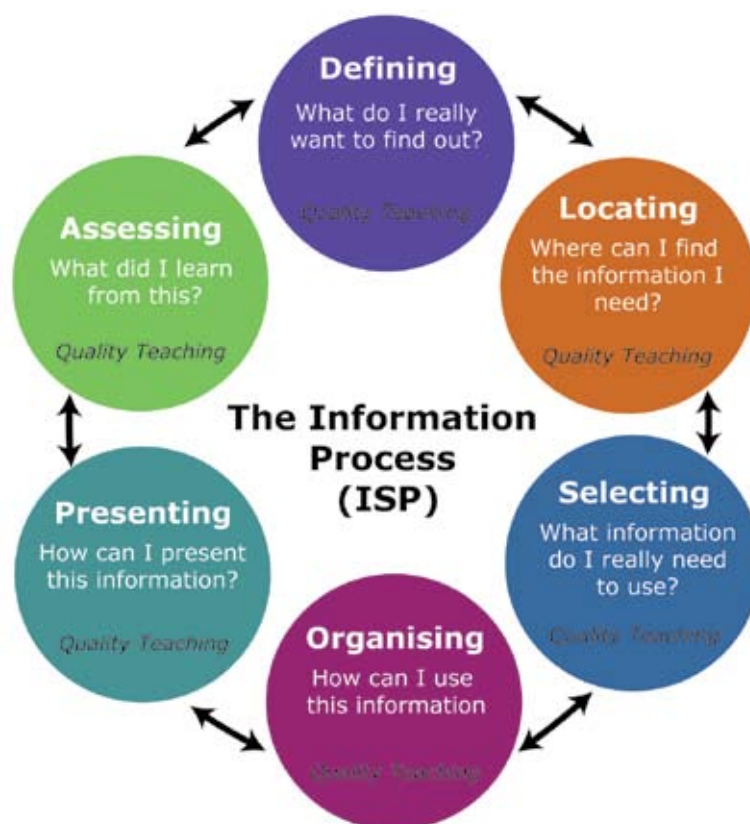 Defining
What do I really
want to find out?
Quality Teaching
Locating
Where can I find
the information I
need?
Quality Teaching
Selecting
What information
do I really need
to use?
Quality Teaching
Organising
How can I use
this information
Quality Teaching
Presenting
How can I present
this information?
Quality Teaching
Assessing
What did I learn
from this?
Quality Teaching
The Information
Process
(ISP)